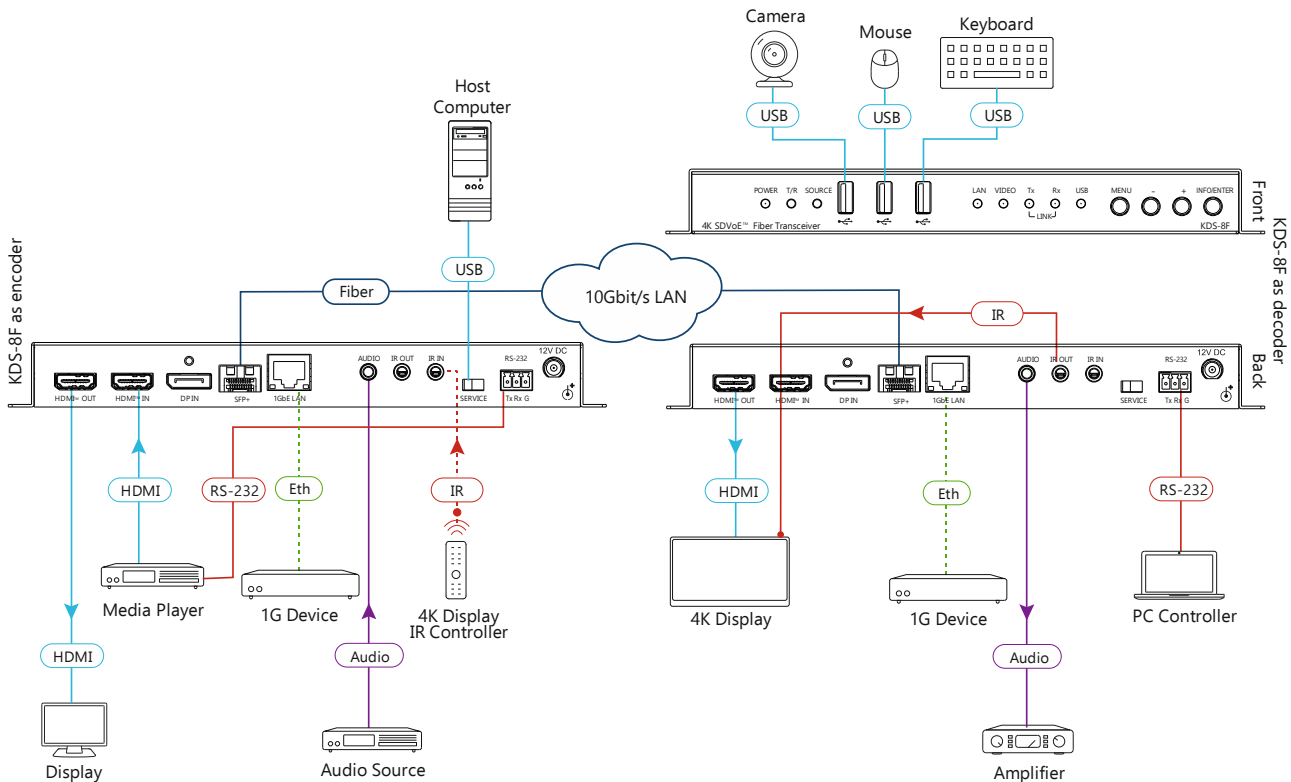 Camera
Mouse
Keyboard
USB
USB
USB
Host
Computer
USB
POWER T/R SOURCE
LAN VIDEO Tx Rx USB
LINK
MENU − + INFO/ENTER
4K SDVoE™ Fiber Transceiver
KDS-8F
Front
KDS-8F as decoder
Back
KDS-8F as encoder
Fiber
10Gbit/s LAN
IR
AUDIO IR OUT IR IN
RS-232
12V DC
HDMI™ OUT HDMI™ IN DP IN SFP+ 1GbE LAN
SERVICE
Tx Rx G
AUDIO IR OUT IR IN
RS-232
12V DC
HDMI™ OUT HDMI™ IN DP IN SFP+ 1GbE LAN
SERVICE
Tx Rx G
HDMI
RS-232
Eth
IR
HDMI
Eth
RS-232
Media Player
1G Device
4K Display
IR Controller
4K Display
1G Device
PC Controller
HDMI
Audio
Audio
Display
Audio Source
Amplifier